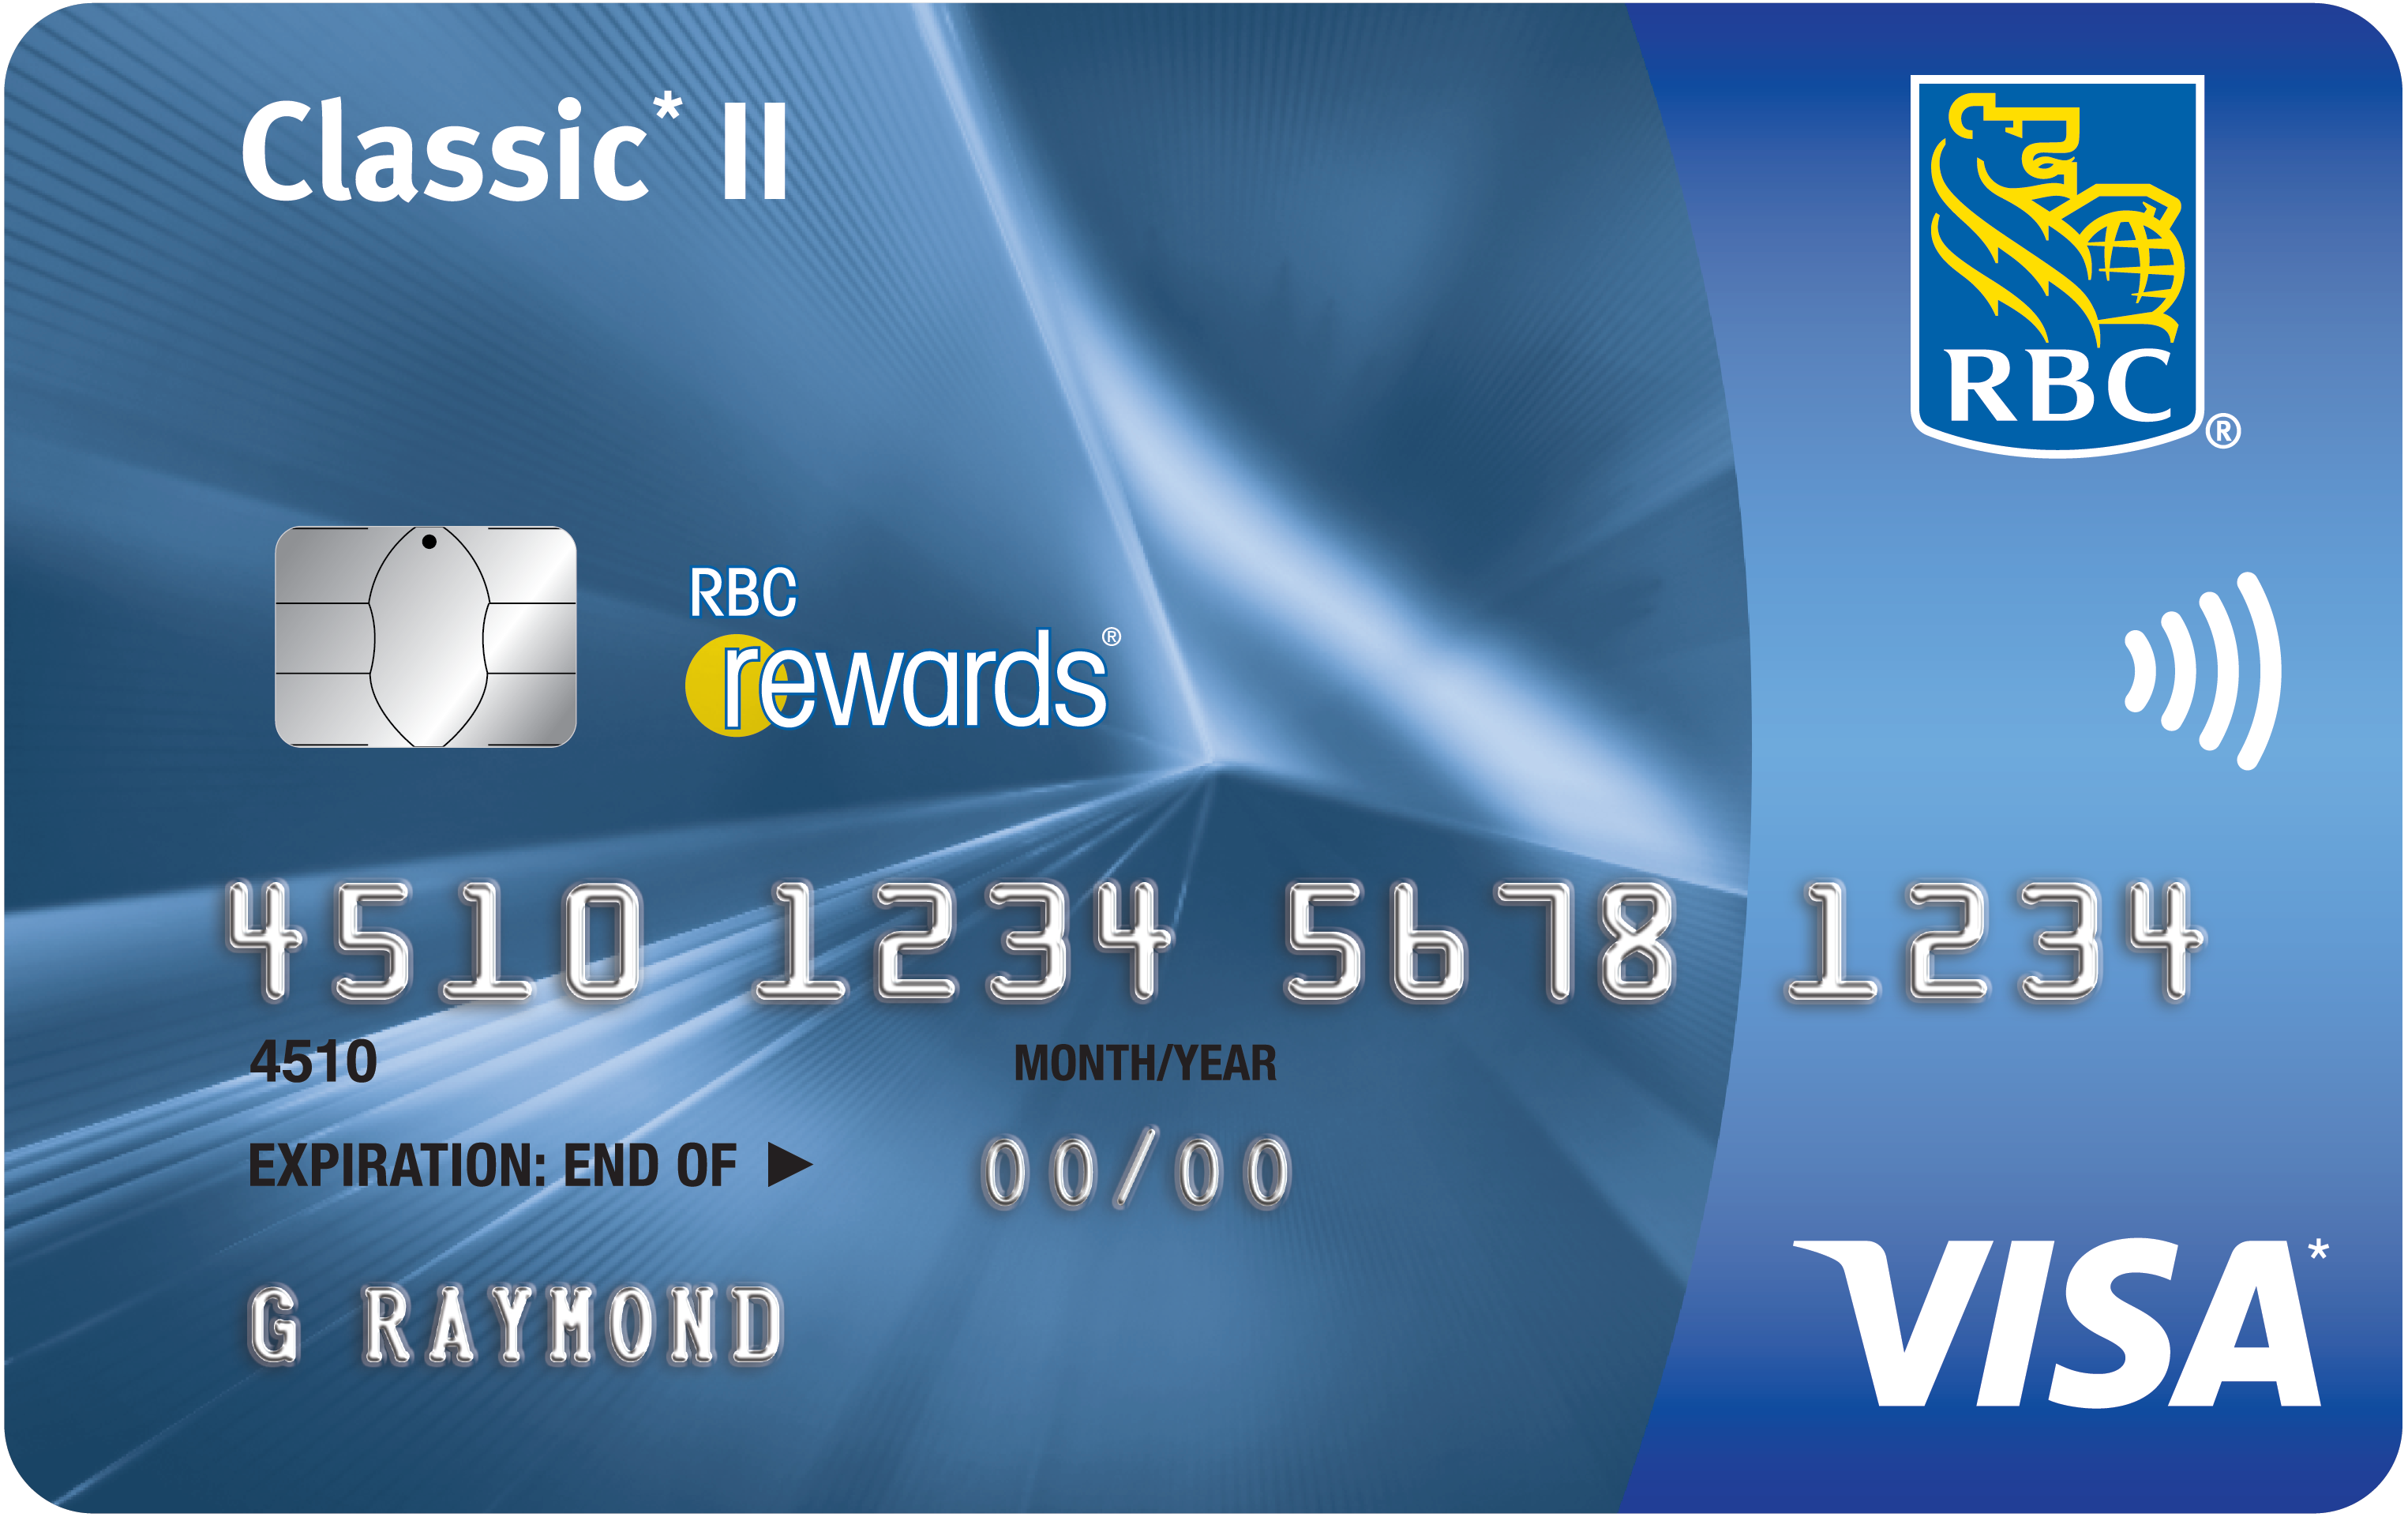 Classic* II
RBC®
RBC
rewards®
4510 1234 5678 1234
4510
MONTH/YEAR
EXPIRATION: END OF ▶ 00/00
G RAYMOND
VISA*